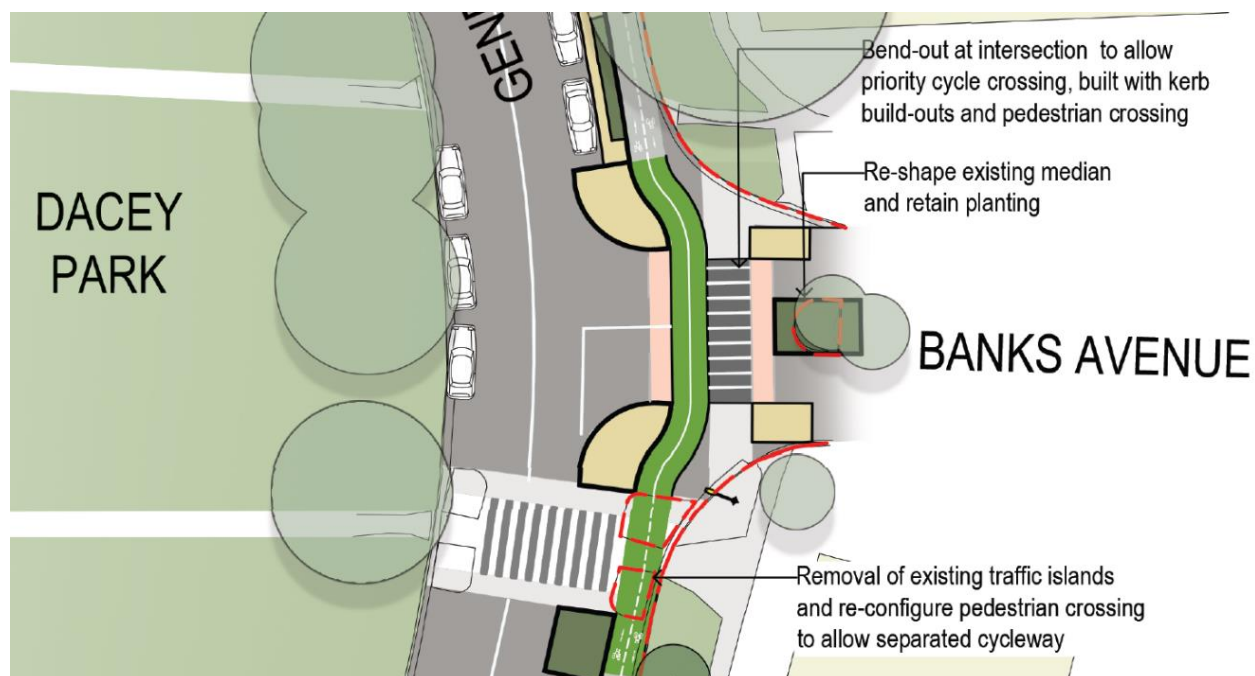 GENE
Bend-out at intersection to allow
priority cycle crossing, built with kerb
build-outs and pedestrian crossing
Re-shape existing median
and retain planting
DACEY
PARK
BANKS AVENUE
Removal of existing traffic islands
and re-configure pedestrian crossing
to allow separated cycleway